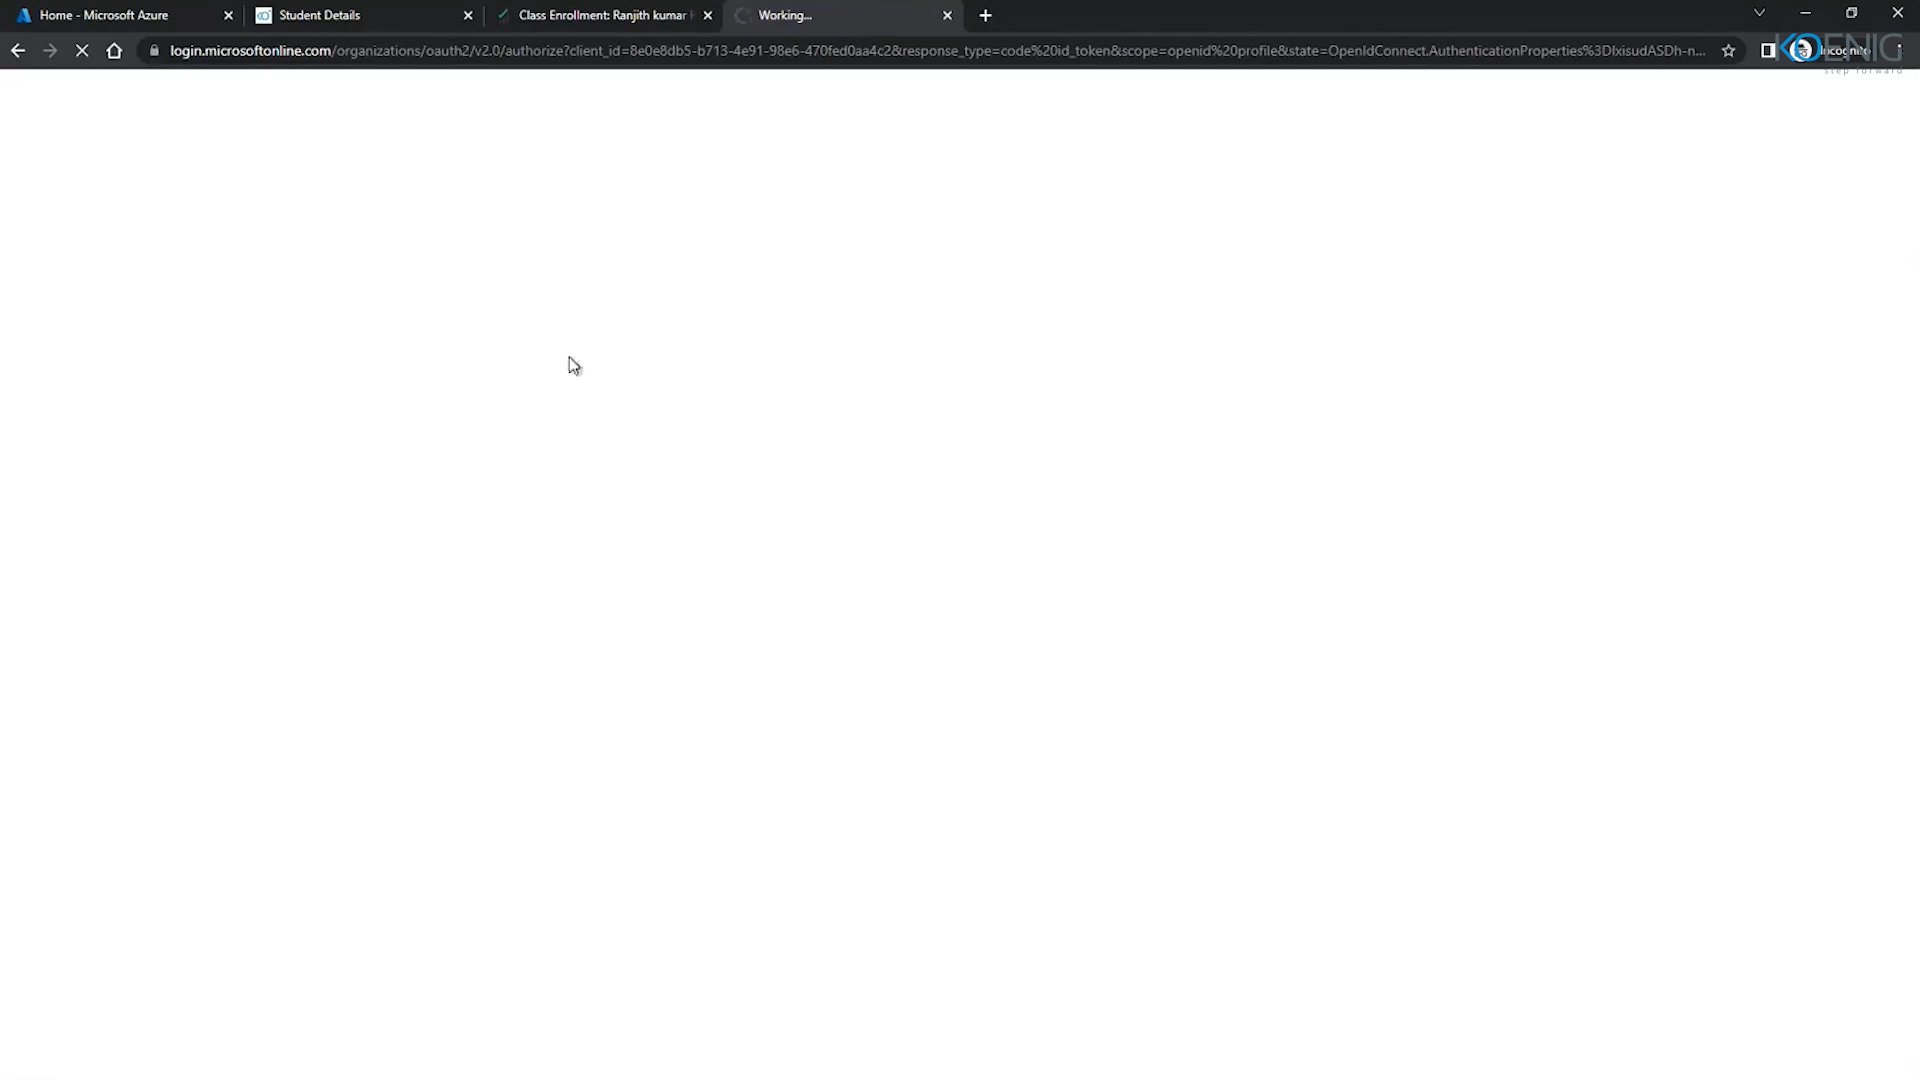 Home - Microsoft Azure
Student Details
Class Enrollment: Ranjith kumar
Working...
login.microsoftonline.com/organizations/oauth2/v2.0/authorize?client_id=8e0e8db5-b713-4e91-98e6-470fed0aa4c2&response_type=code%20id_token&scope=openid%20profile&state=OpenIdConnect.AuthenticationProperties%3DlxisudASDh-n...
Incognito
KOENIG
step forward